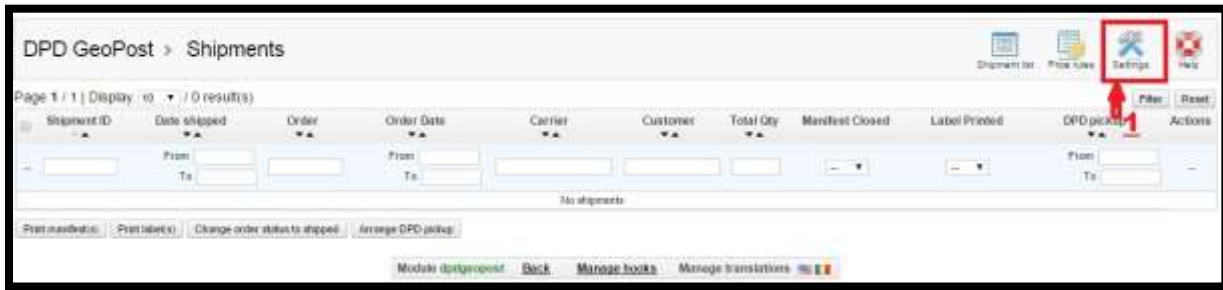 DPD GeoPost > Shipments
Shipment list Price rules Settings Help
Page 1 / 1 | Display 10 / 0 result(s) Filter Reset
Shipment ID Date shipped Order Order Date Carrier Customer Total Qty Manifest Closed Label Printed DPD pickup Actions
1
-- From From -- -- From --
To To To
No shipments
Print manifest(s) Print label(s) Change order status to shipped Arrange DPD pickup
Module dpdgeopost Back Manage hooks Manage translations